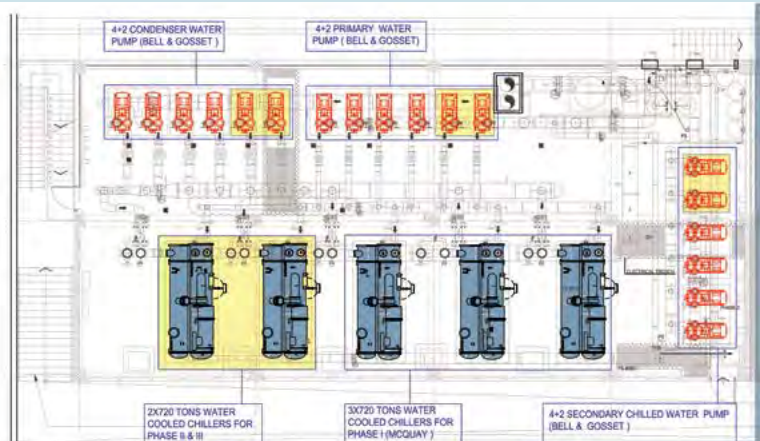 4+2 CONDENSER WATER
PUMP (BELL & GOSSET )
4+2 PRIMARY WATER
PUMP ( BELL & GOSSET)
2X720 TONS WATER
COOLED CHILLERS FOR
PHASE II & III
3X720 TONS WATER
COOLED CHILLERS FOR
PHASE I (MCQUAY )
4+2 SECONDARY CHILLED WATER PUMP
(BELL & GOSSET )